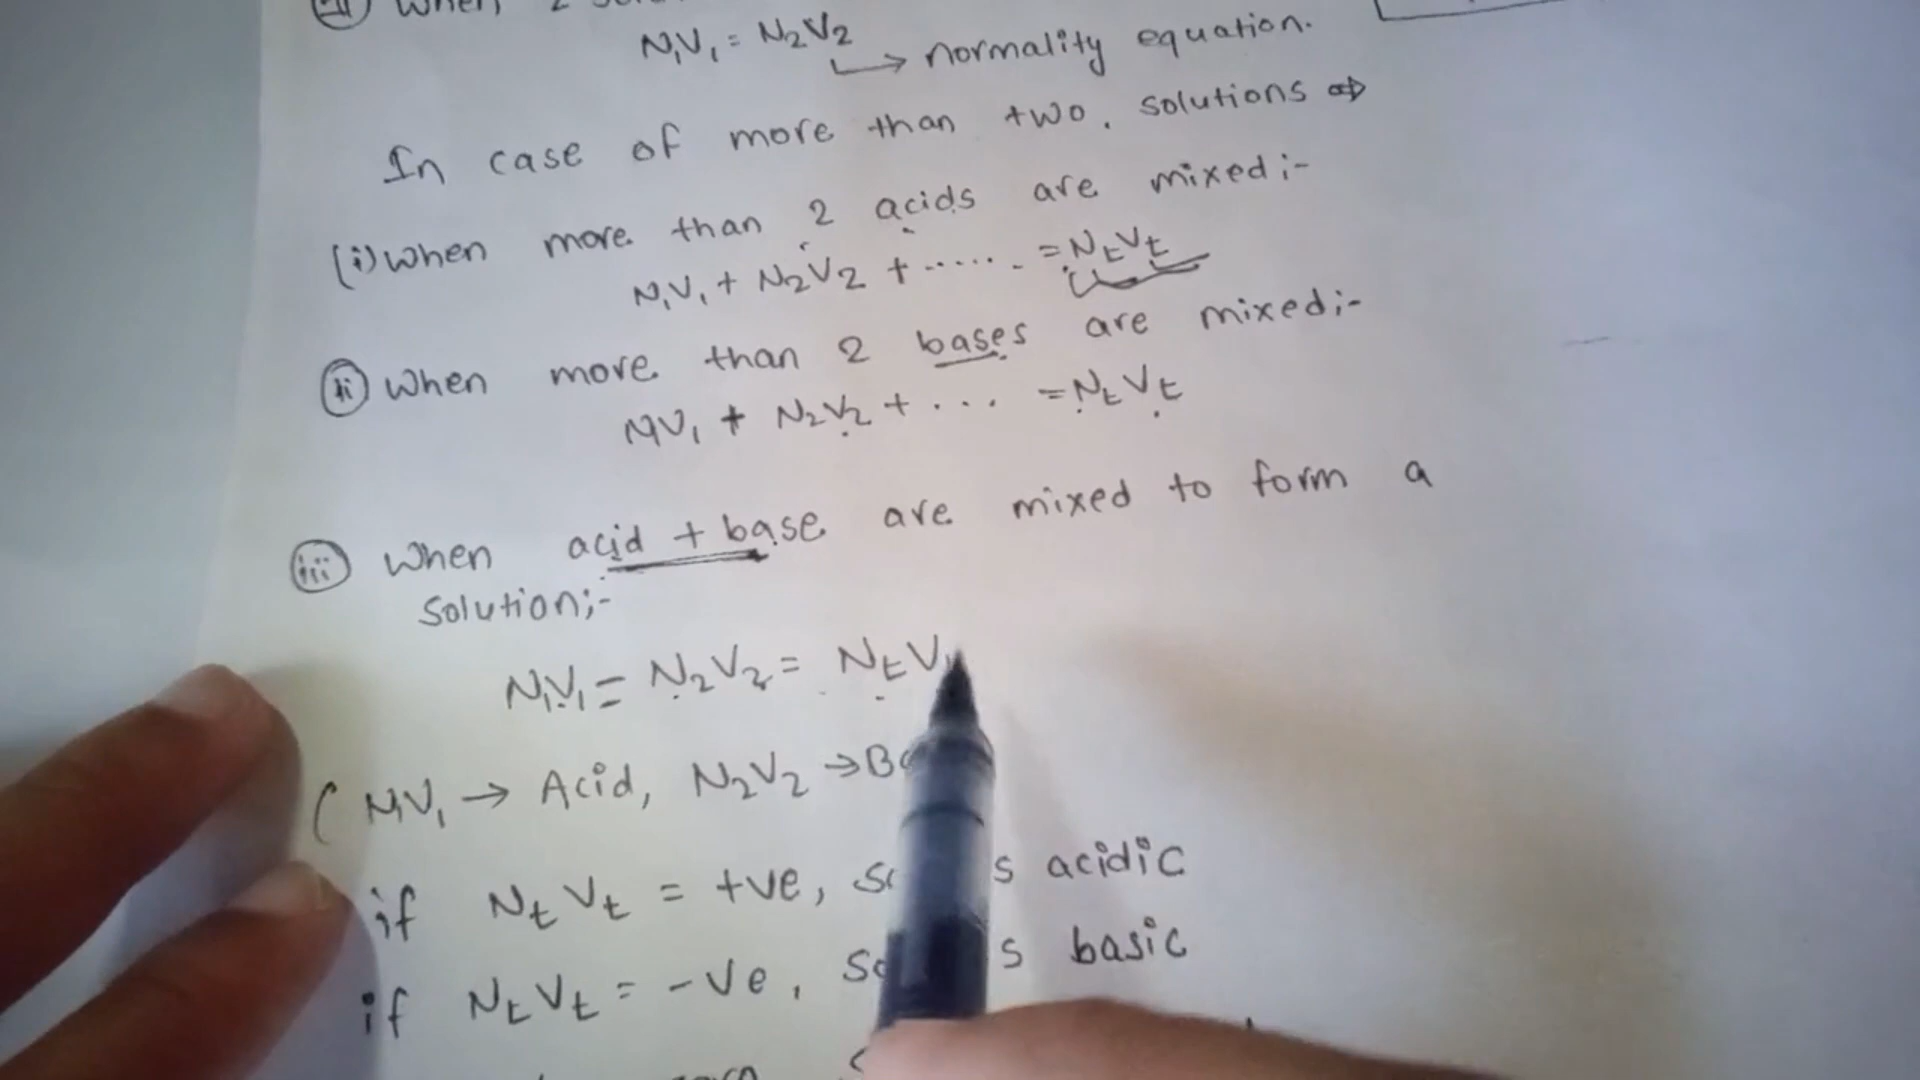 When, 2
N₁V₁ = N₂V₂
→ normality equation.
In case of more than two. solutions ⇒
(i) When more than 2 acids are mixed:-
N₁V₁ + N₂V₂ + ...... = NtVt
(ii) When more than 2 bases are mixed;-
N₁V₁ + N₂V₂ + ... = NtVt
(iii) When acid + base are mixed to form a
Solution;-
N₁V₁ = N₂V₂ = NtV
( N₁V₁ → Acid, N₂V₂ →
if NtVt = +ve, acidic
if NtVt = -ve, basic